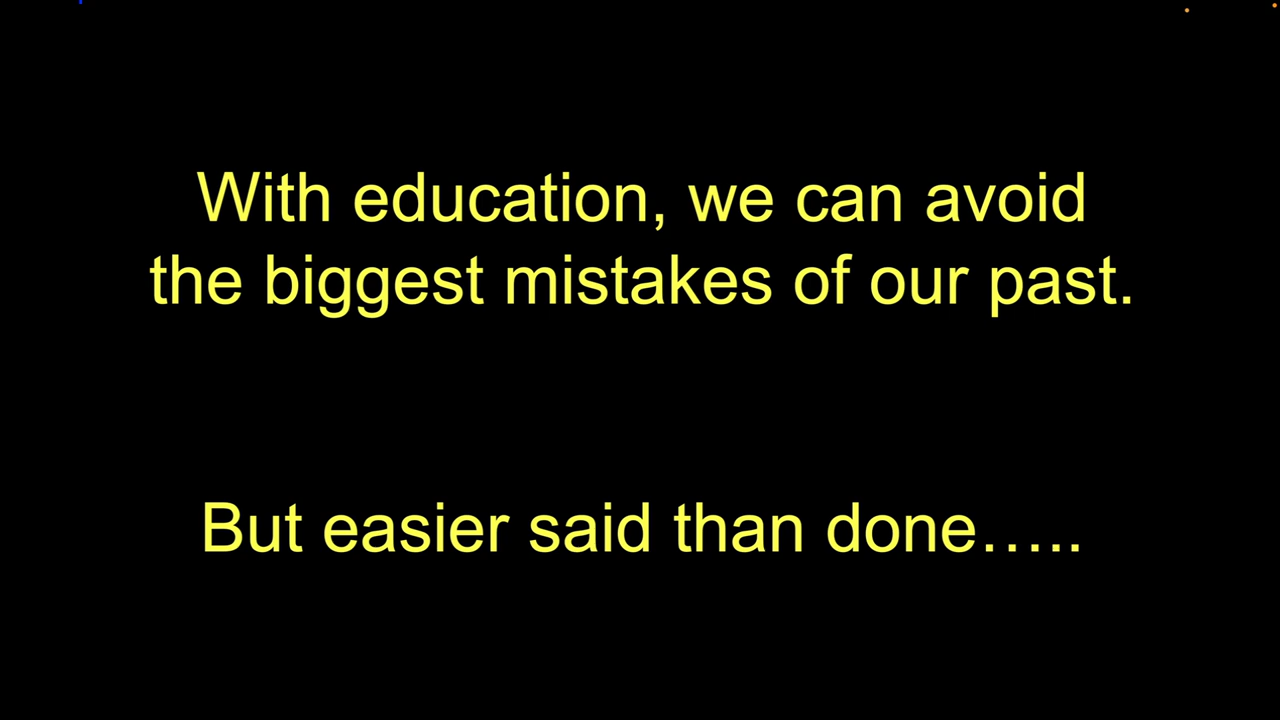 With education, we can avoid
the biggest mistakes of our past.
But easier said than done…..